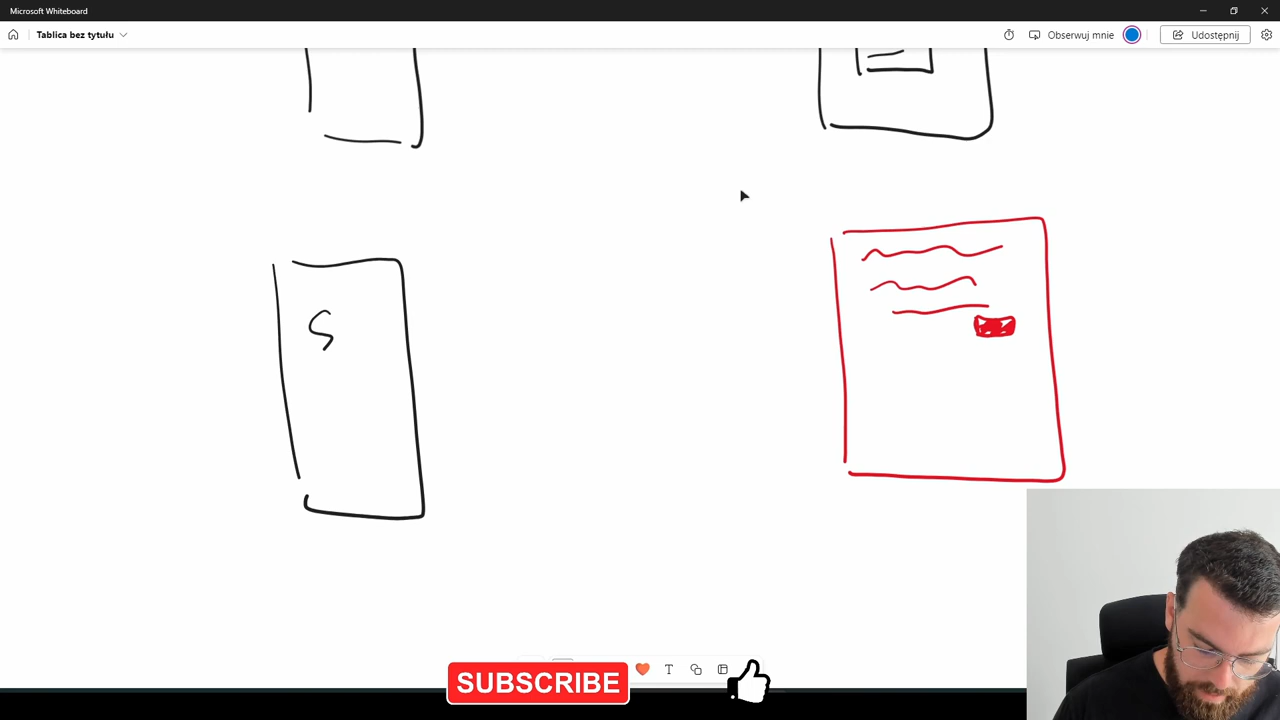 Microsoft Whiteboard
Tablica bez tytułu
Obserwuj mnie
Udostępnij
S
T
SUBSCRIBE